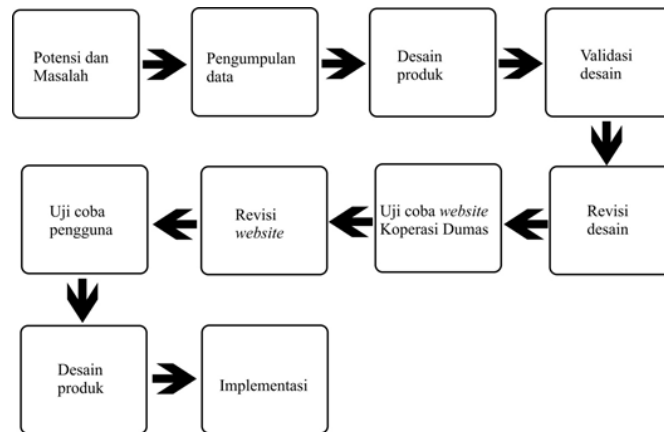 Potensi dan
Masalah
Pengumpulan
data
Desain
produk
Validasi
desain
Revisi
desain
Uji coba website
Koperasi Dumas
Revisi
website
Uji coba
pengguna
Desain
produk
Implementasi